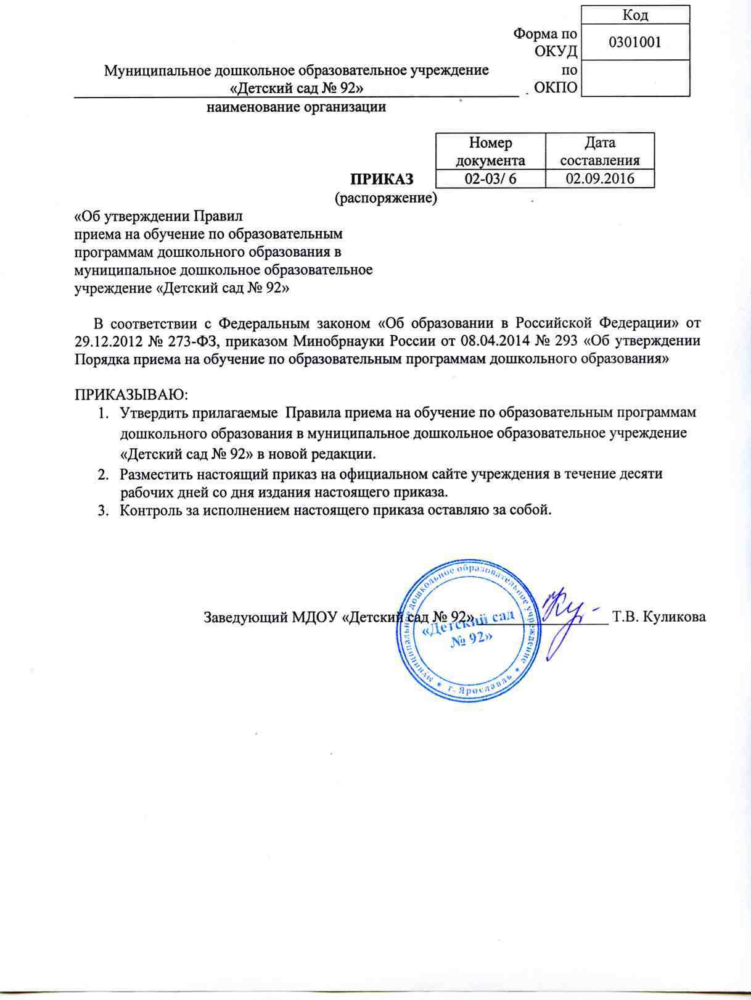 Код
Форма по
ОКУД
0301001
Муниципальное дошкольное образовательное учреждение
«Детский сад № 92»
по
ОКПО
наименование организации
Номер
документа
Дата
составления
ПРИКАЗ
02-03/ 6
02.09.2016
(распоряжение)
«Об утверждении Правил
приема на обучение по образовательным
программам дошкольного образования в
муниципальное дошкольное образовательное
учреждение «Детский сад № 92»
В соответствии с Федеральным законом «Об образовании в Российской Федерации» от
29.12.2012 № 273-ФЗ, приказом Минобрнауки России от 08.04.2014 № 293 «Об утверждении
Порядка приема на обучение по образовательным программам дошкольного образования»
ПРИКАЗЫВАЮ:
1. Утвердить прилагаемые Правила приема на обучение по образовательным программам
дошкольного образования в муниципальное дошкольное образовательное учреждение
«Детский сад № 92» в новой редакции.
2. Разместить настоящий приказ на официальном сайте учреждения в течение десяти
рабочих дней со дня издания настоящего приказа.
3. Контроль за исполнением настоящего приказа оставляю за собой.
Заведующий МДОУ «Детский сад № 92» Т.В. Куликова
муниципальное дошкольное образовательное учреждение
«Детский сад
№ 92»
г. Ярославль